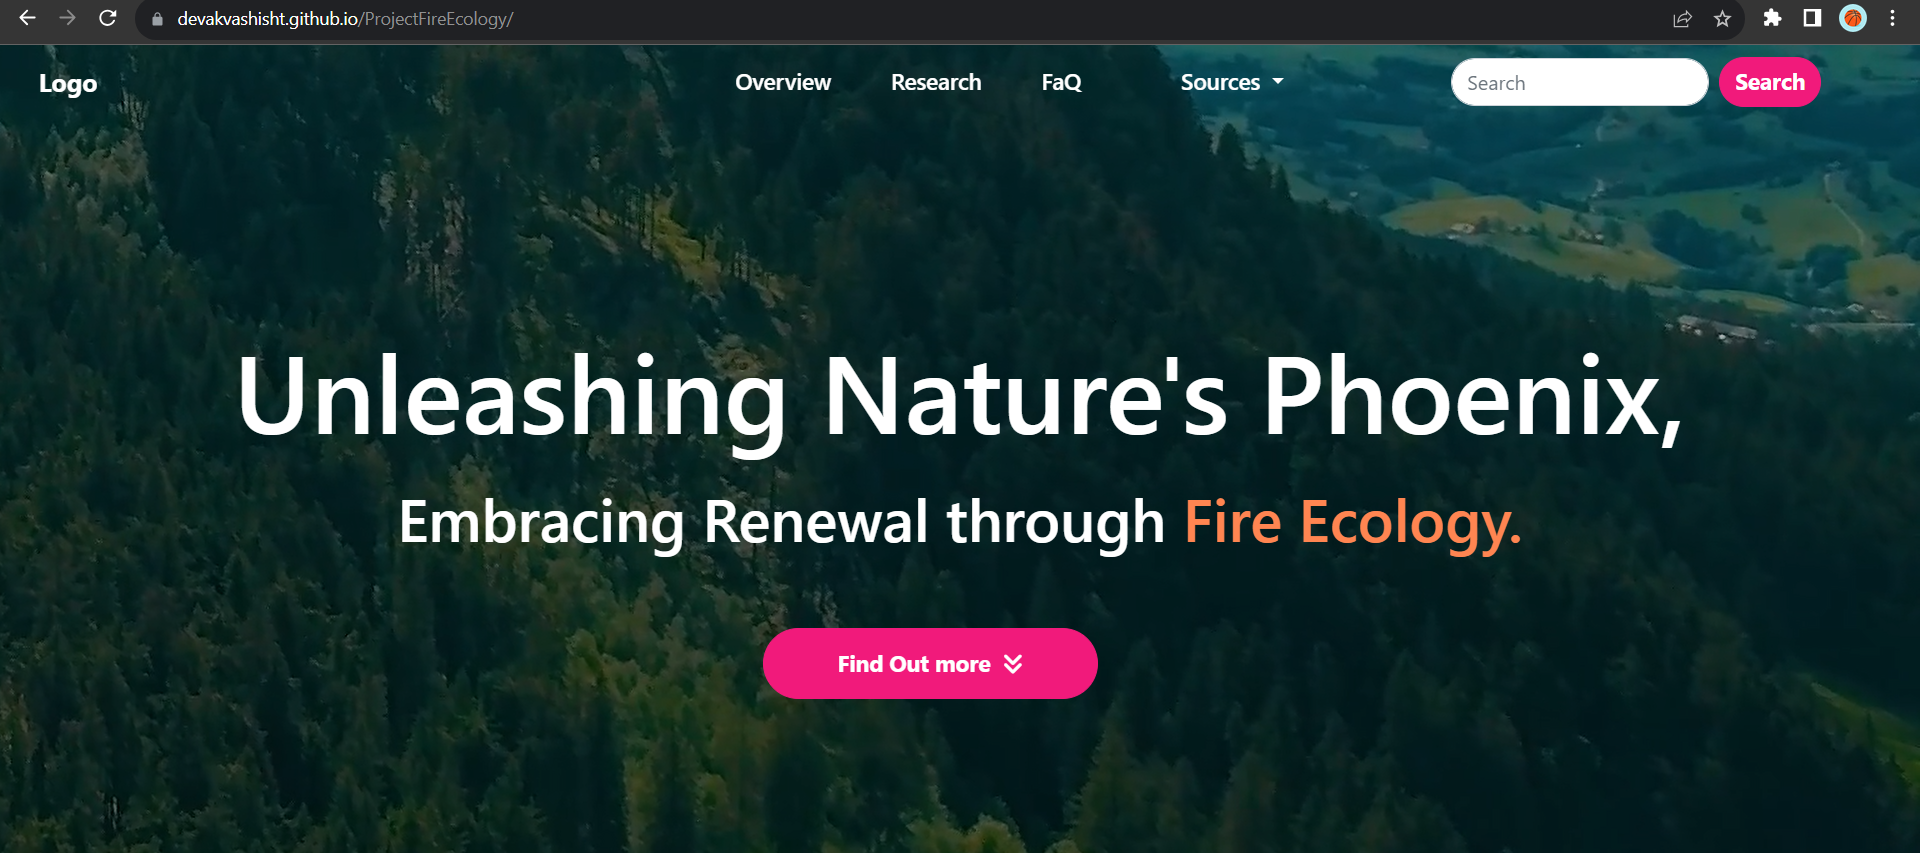 devakvashisht.github.io/ProjectFireEcology/
Logo Overview Research FaQ Sources Search Search
Unleashing Nature's Phoenix,
Embracing Renewal through Fire Ecology.
Find Out more